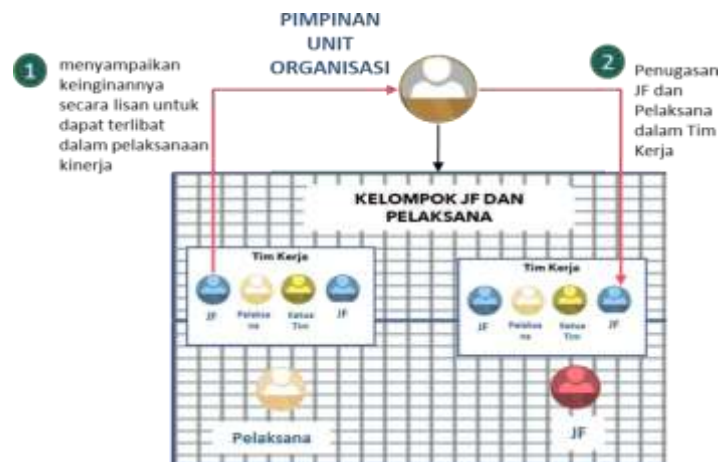 PIMPINAN
UNIT
ORGANISASI
1
menyampaikan
keinginannya
secara lisan untuk
dapat terlibat
dalam pelaksanaan
kinerja
2
Penugasan
JF dan
Pelaksana
dalam Tim
Kerja
KELOMPOK JF DAN
PELAKSANA
Tim Kerja
JF
Pelaksa
na
Ketua
Tim
JF
Tim Kerja
JF
Pelaksa
na
Ketua
Tim
JF
Pelaksana
JF